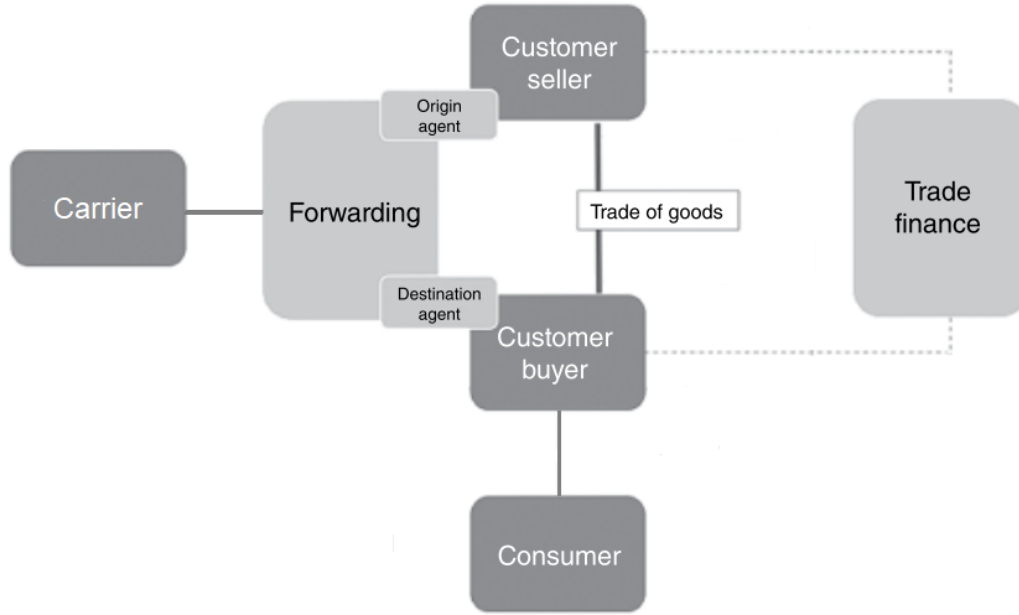 Customer
seller
Origin
agent
Carrier
Forwarding
Trade of goods
Trade
finance
Destination
agent
Customer
buyer
Consumer